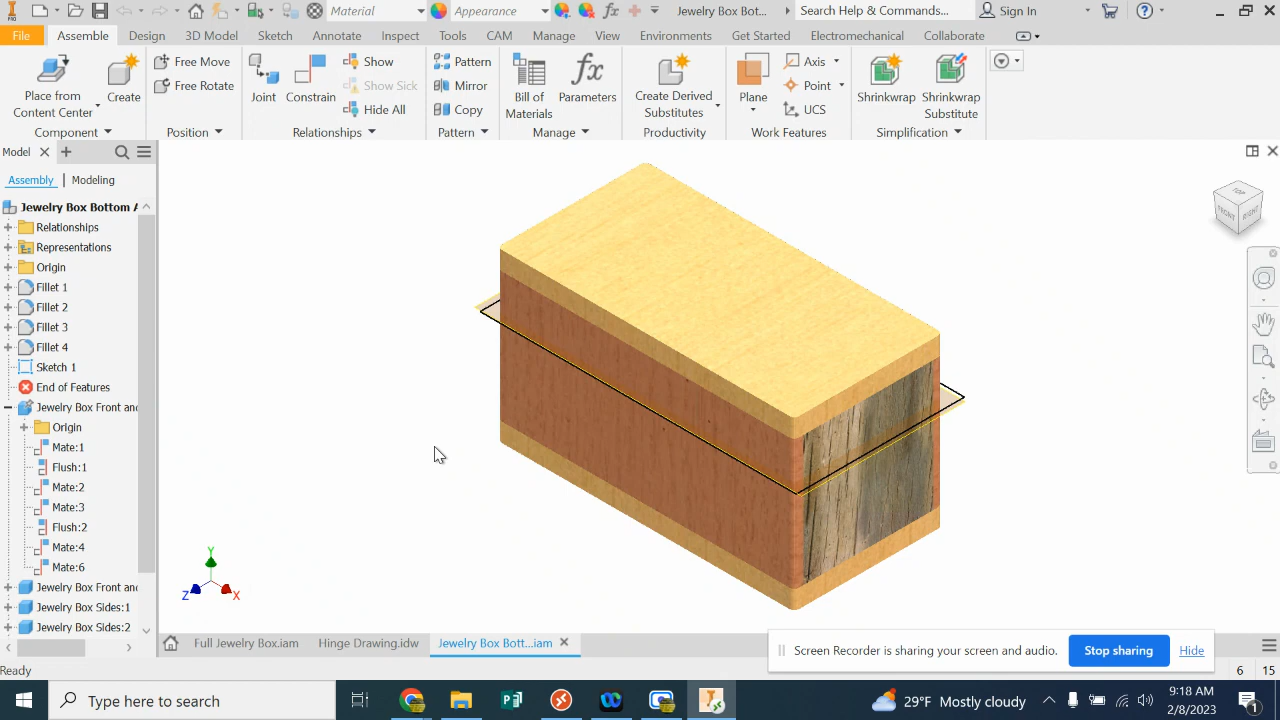 PRO
Material
Appearance
Jewelry Box Bot...
Search Help & Commands...
Sign In
File Assemble Design 3D Model Sketch Annotate Inspect Tools CAM Manage View Environments Get Started Electromechanical Collaborate
Place from Content Center
Create
Free Move
Free Rotate
Joint
Constrain
Show
Show Sick
Hide All
Pattern
Mirror
Copy
Bill of Materials
fx
Parameters
Create Derived Substitutes
Plane
Axis
Point
UCS
Shrinkwrap
Shrinkwrap Substitute
Component Position Relationships Pattern Manage Productivity Work Features Simplification
Model
Assembly | Modeling
Jewelry Box Bottom A
Relationships
Representations
Origin
Fillet 1
Fillet 2
Fillet 3
Fillet 4
Sketch 1
End of Features
Jewelry Box Front an
Origin
Mate:1
Flush:1
Mate:2
Mate:3
Flush:2
Mate:4
Mate:6
Jewelry Box Front an
Jewelry Box Sides:1
Jewelry Box Sides:2
TOP
FRONT
RIGHT
Y
Z
X
Full Jewelry Box.iam Hinge Drawing.idw Jewelry Box Bott...iam
Screen Recorder is sharing your screen and audio. Stop sharing Hide
Ready
6 15
Type here to search
29°F Mostly cloudy
9:18 AM
2/8/2023
1